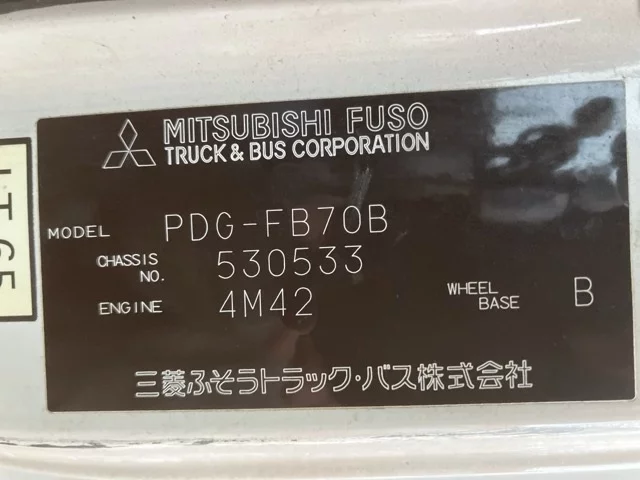 MITSUBISHI FUSO
TRUCK & BUS CORPORATION
MODEL PDG-FB70B
CHASSIS NO. 530533
ENGINE 4M42 WHEEL BASE B
三菱ふそうトラック・バス株式会社
LT65